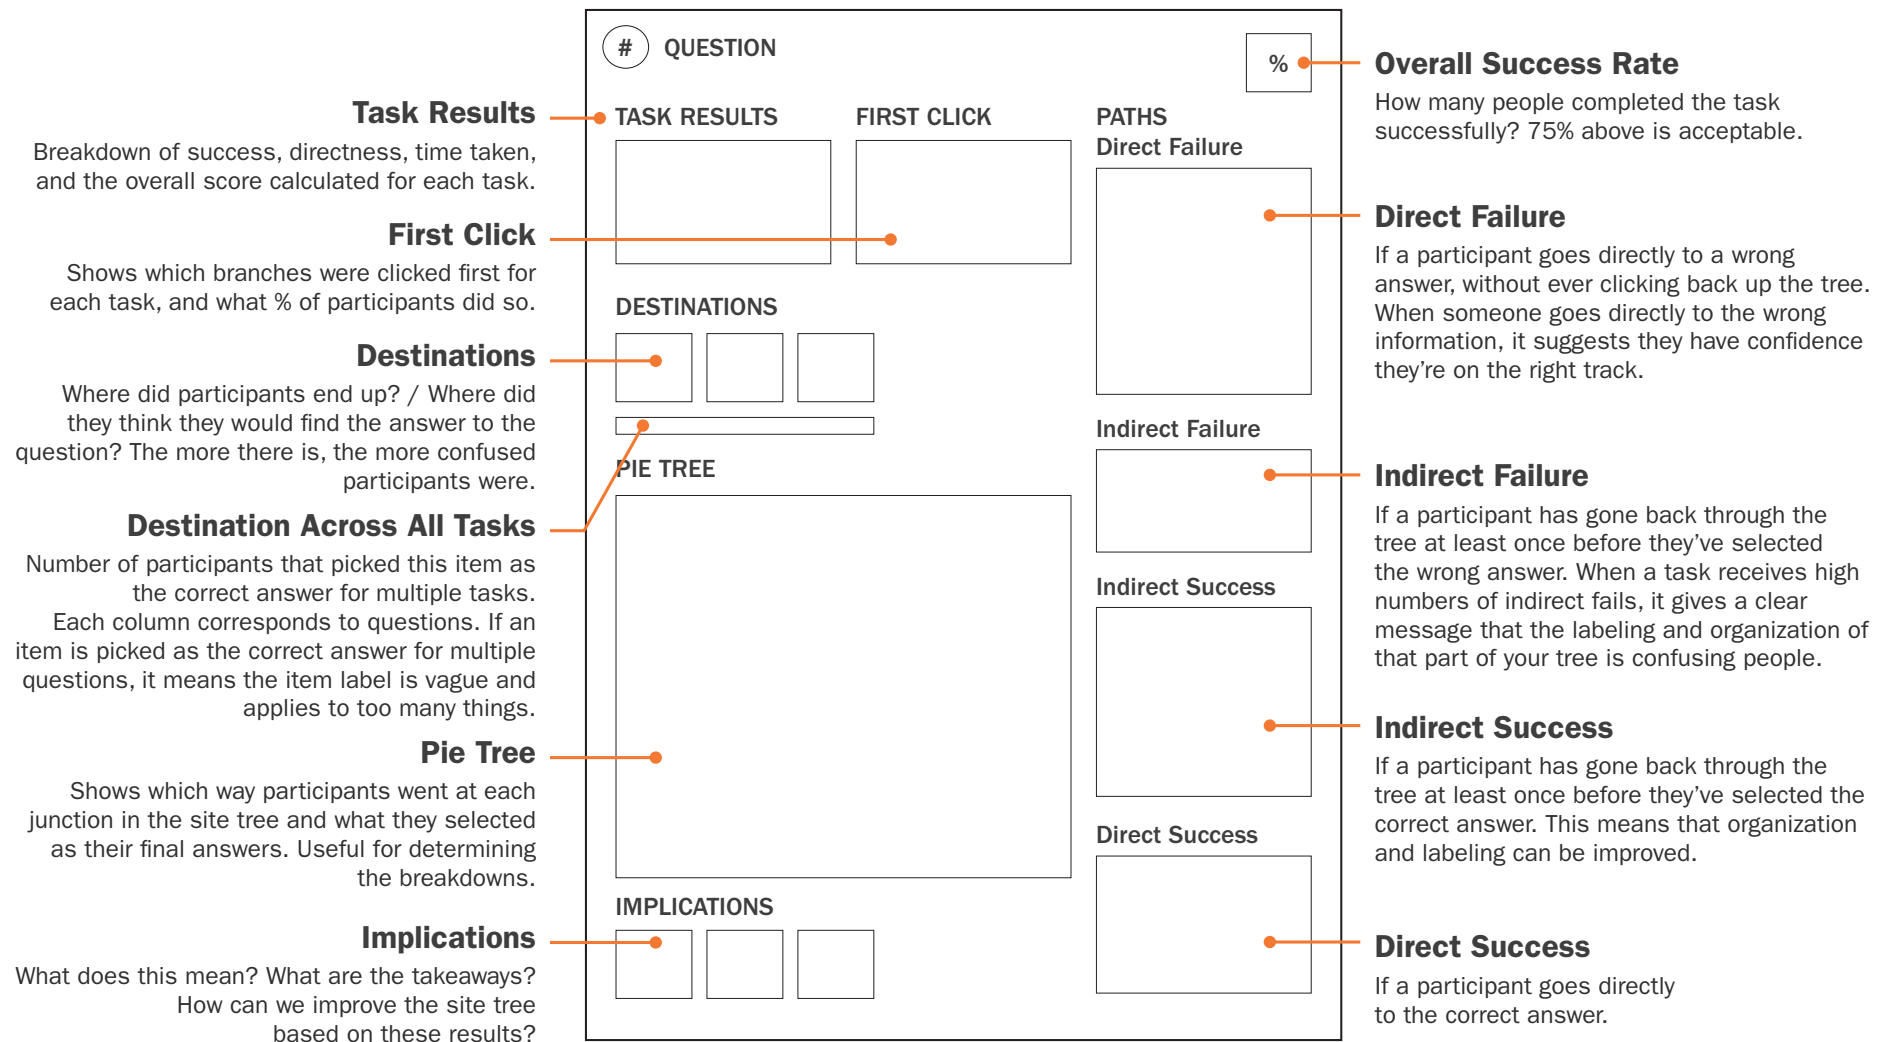 Task Results
Breakdown of success, directness, time taken,
and the overall score calculated for each task.
First Click
Shows which branches were clicked first for
each task, and what % of participants did so.
Destinations
Where did participants end up? / Where did
they think they would find the answer to the
question? The more there is, the more confused
participants were.
Destination Across All Tasks
Number of participants that picked this item as
the correct answer for multiple tasks.
Each column corresponds to questions. If an
item is picked as the correct answer for multiple
questions, it means the item label is vague and
applies to too many things.
Pie Tree
Shows which way participants went at each
junction in the site tree and what they selected
as their final answers. Useful for determining
the breakdowns.
Implications
What does this mean? What are the takeaways?
How can we improve the site tree
based on these results?
# QUESTION
%
TASK RESULTS
FIRST CLICK
DESTINATIONS
PIE TREE
IMPLICATIONS
PATHS
Direct Failure
Indirect Failure
Indirect Success
Direct Success
Overall Success Rate
How many people completed the task
successfully? 75% above is acceptable.
Direct Failure
If a participant goes directly to a wrong
answer, without ever clicking back up the tree.
When someone goes directly to the wrong
information, it suggests they have confidence
they’re on the right track.
Indirect Failure
If a participant has gone back through the
tree at least once before they’ve selected
the wrong answer. When a task receives high
numbers of indirect fails, it gives a clear
message that the labeling and organization of
that part of your tree is confusing people.
Indirect Success
If a participant has gone back through the
tree at least once before they’ve selected the
correct answer. This means that organization
and labeling can be improved.
Direct Success
If a participant goes directly
to the correct answer.